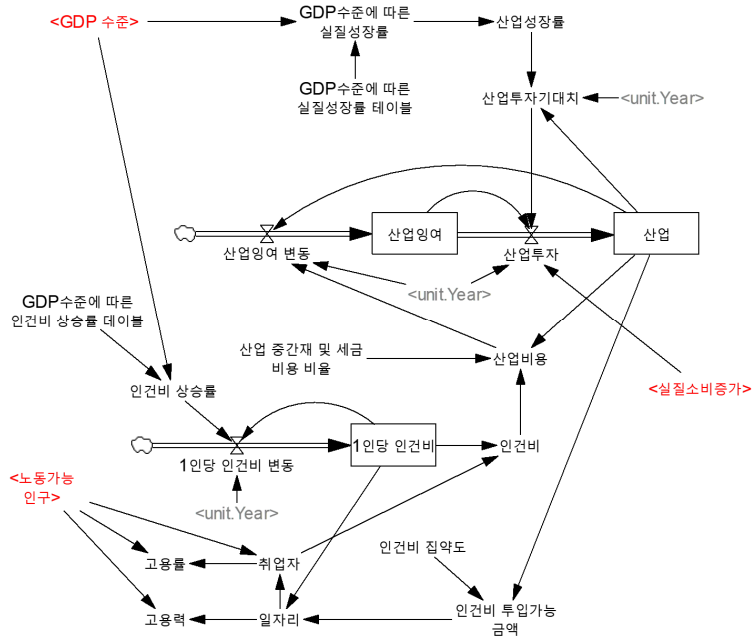 <GDP 수준>
GDP수준에 따른
실질성장률
산업성장률
GDP수준에 따른
실질성장률 테이블
산업투자기대치
<unit.Year>
산업잉여 변동
산업잉여
산업투자
산업
<unit.Year>
GDP수준에 따른
인건비 상승률 데이블
산업 중간재 및 세금
비용 비율
산업비용
인건비 상승률
<실질소비증가>
1인당 인건비 변동
1인당 인건비
인건비
<노동가능
인구>
<unit.Year>
고용률
취업자
인건비 집약도
고용력
일자리
인건비 투입가능
금액